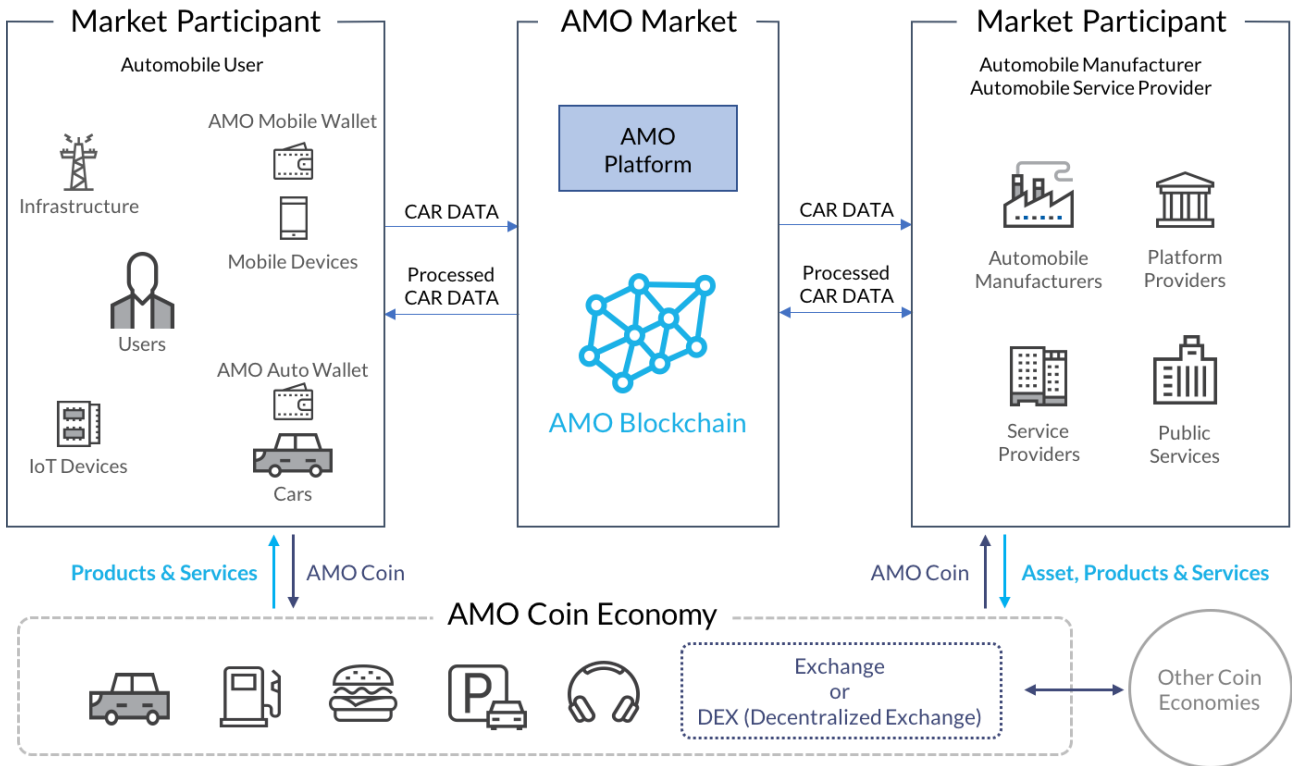 Market Participant
Automobile User
AMO Mobile Wallet
Infrastructure
Mobile Devices
Users
AMO Auto Wallet
IoT Devices
Cars
CAR DATA
Processed
CAR DATA
AMO Market
AMO
Platform
AMO Blockchain
CAR DATA
Processed
CAR DATA
Market Participant
Automobile Manufacturer
Automobile Service Provider
Automobile
Manufacturers
Platform
Providers
Service
Providers
Public
Services
Products & Services
AMO Coin
AMO Coin
Asset, Products & Services
AMO Coin Economy
P
Exchange
or
DEX (Decentralized Exchange)
Other Coin
Economies